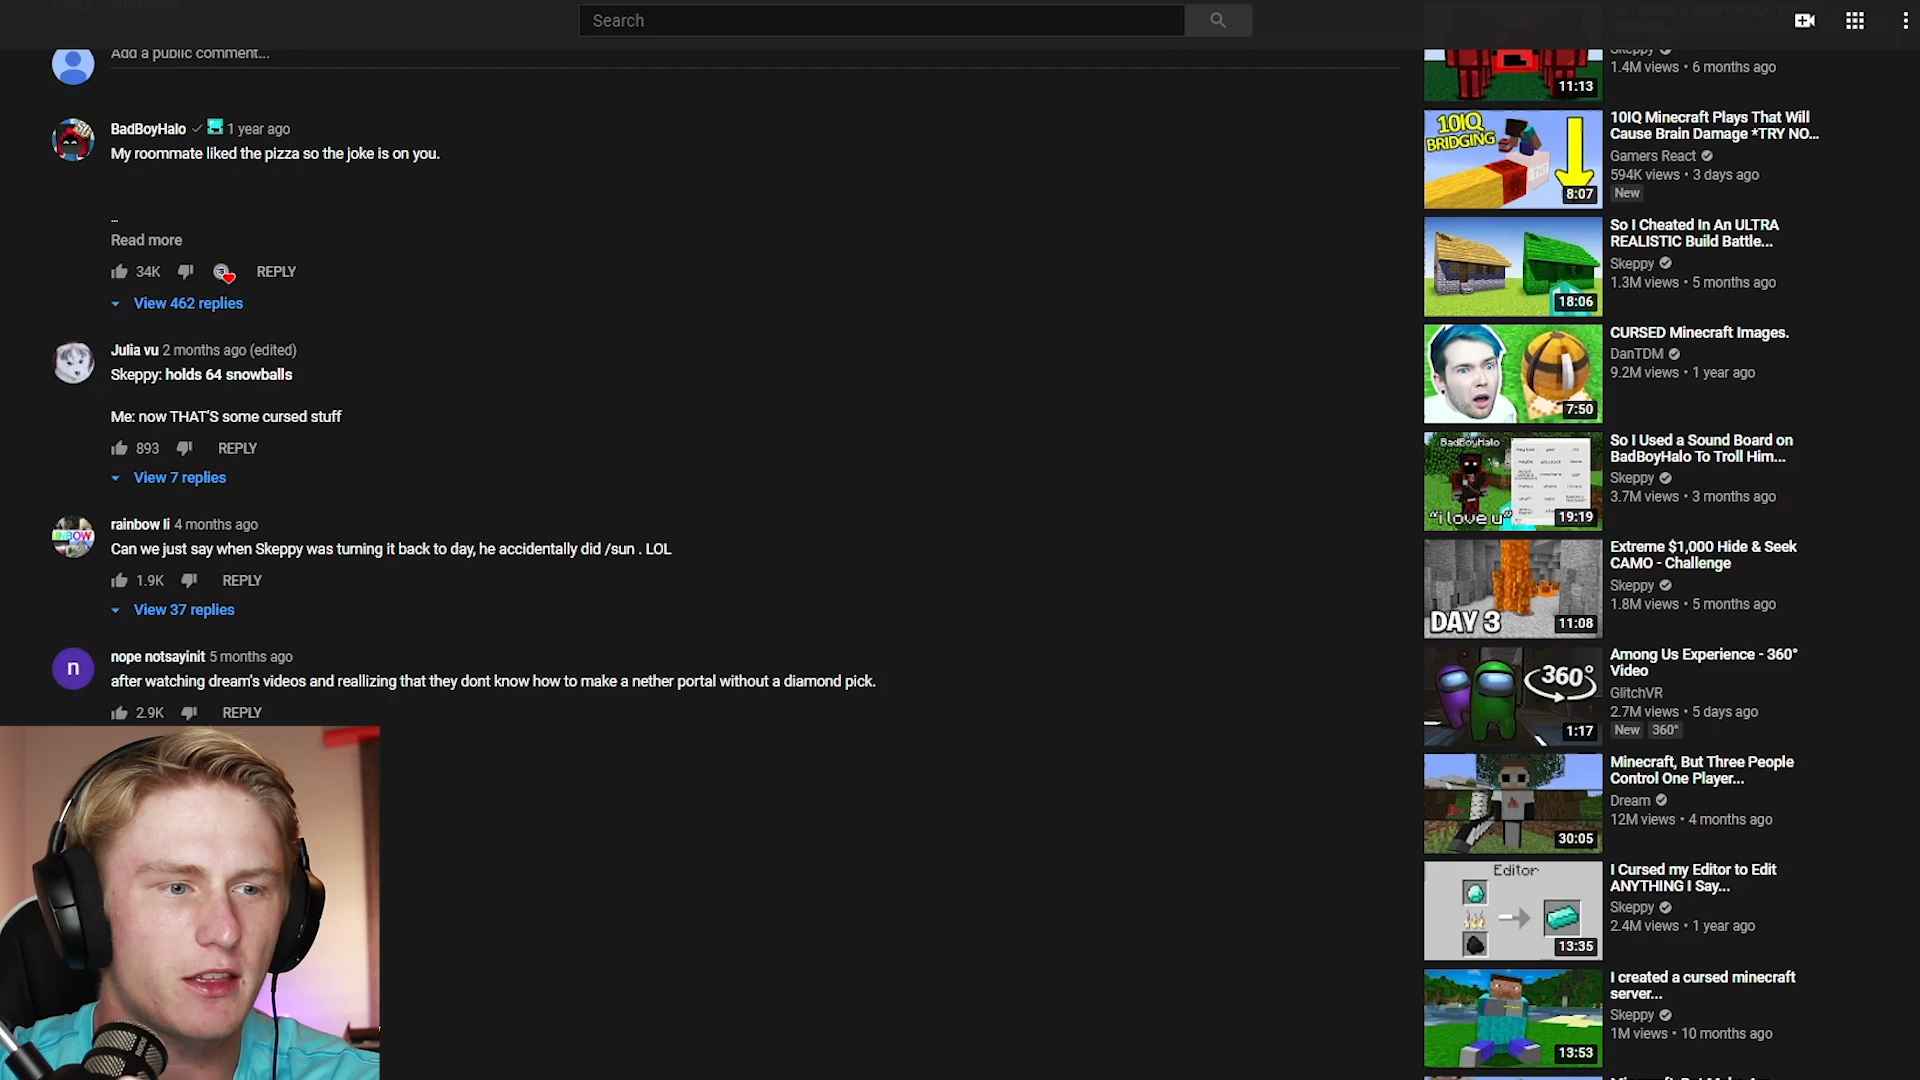 Search
Add a public comment...
BadBoyHalo 1 year ago
My roommate liked the pizza so the joke is on you.
...
Read more
34K REPLY
View 462 replies
Julia vu 2 months ago (edited)
Skeppy: holds 64 snowballs
Me: now THAT'S some cursed stuff
893 REPLY
View 7 replies
rainbow li 4 months ago
Can we just say when Skeppy was turning it back to day, he accidentally did /sun . LOL
1.9K REPLY
View 37 replies
n
nope notsayinit 5 months ago
after watching dream's videos and reallizing that they dont know how to make a nether portal without a diamond pick.
2.9K REPLY
Skeppy
1.4M views • 6 months ago
11:13
10IQ
BRIDGING
8:07
10IQ Minecraft Plays That Will
Cause Brain Damage *TRY NO...
Gamers React
594K views • 3 days ago
New
18:06
So I Cheated In An ULTRA
REALISTIC Build Battle...
Skeppy
1.3M views • 5 months ago
7:50
CURSED Minecraft Images.
DanTDM
9.2M views • 1 year ago
BadBoyHalo
"i love u"
19:19
So I Used a Sound Board on
BadBoyHalo To Troll Him...
Skeppy
3.7M views • 3 months ago
DAY 3
11:08
Extreme $1,000 Hide & Seek
CAMO - Challenge
Skeppy
1.8M views • 5 months ago
360°
1:17
Among Us Experience - 360°
Video
GlitchVR
2.7M views • 5 days ago
New 360°
30:05
Minecraft, But Three People
Control One Player...
Dream
12M views • 4 months ago
Editor
13:35
I Cursed my Editor to Edit
ANYTHING I Say...
Skeppy
2.4M views • 1 year ago
13:53
I created a cursed minecraft
server...
Skeppy
1M views • 10 months ago